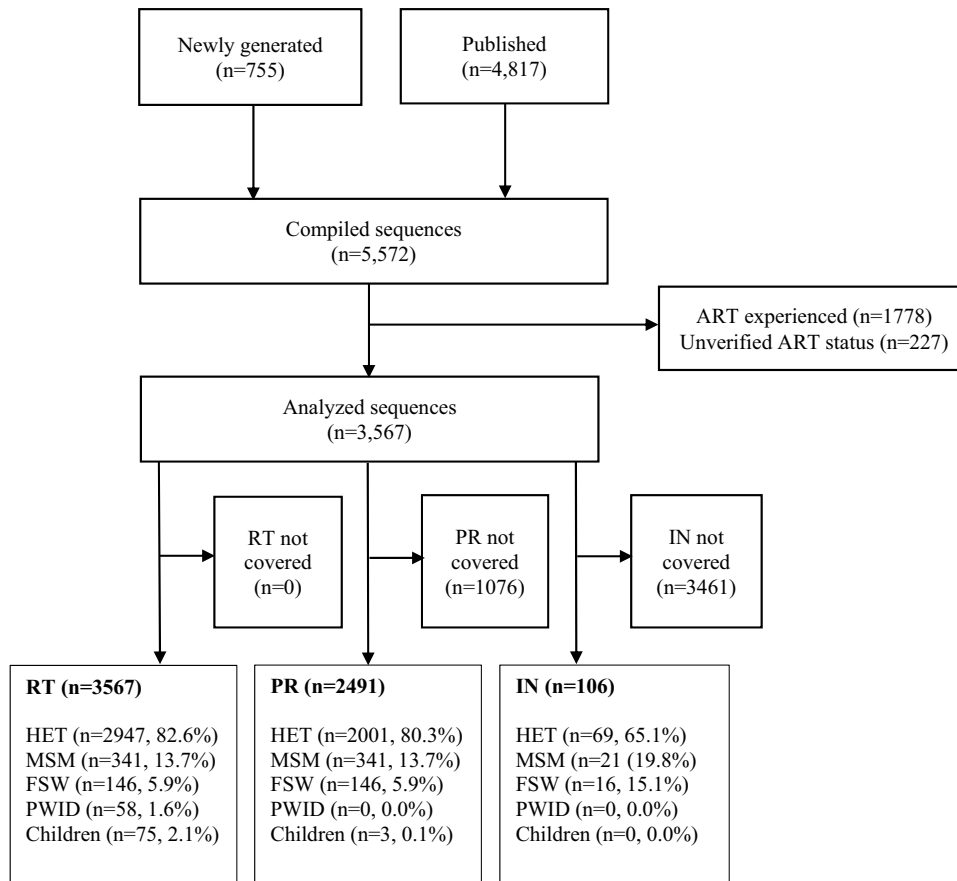 Newly generated
(n=755)
Published
(n=4,817)
Compiled sequences
(n=5,572)
ART experienced (n=1778)
Unverified ART status (n=227)
Analyzed sequences
(n=3,567)
RT not
covered
(n=0)
PR not
covered
(n=1076)
IN not
covered
(n=3461)
RT (n=3567)
HET (n=2947, 82.6%)
MSM (n=341, 13.7%)
FSW (n=146, 5.9%)
PWID (n=58, 1.6%)
Children (n=75, 2.1%)
PR (n=2491)
HET (n=2001, 80.3%)
MSM (n=341, 13.7%)
FSW (n=146, 5.9%)
PWID (n=0, 0.0%)
Children (n=3, 0.1%)
IN (n=106)
HET (n=69, 65.1%)
MSM (n=21 (19.8%)
FSW (n=16, 15.1%)
PWID (n=0, 0.0%)
Children (n=0, 0.0%)